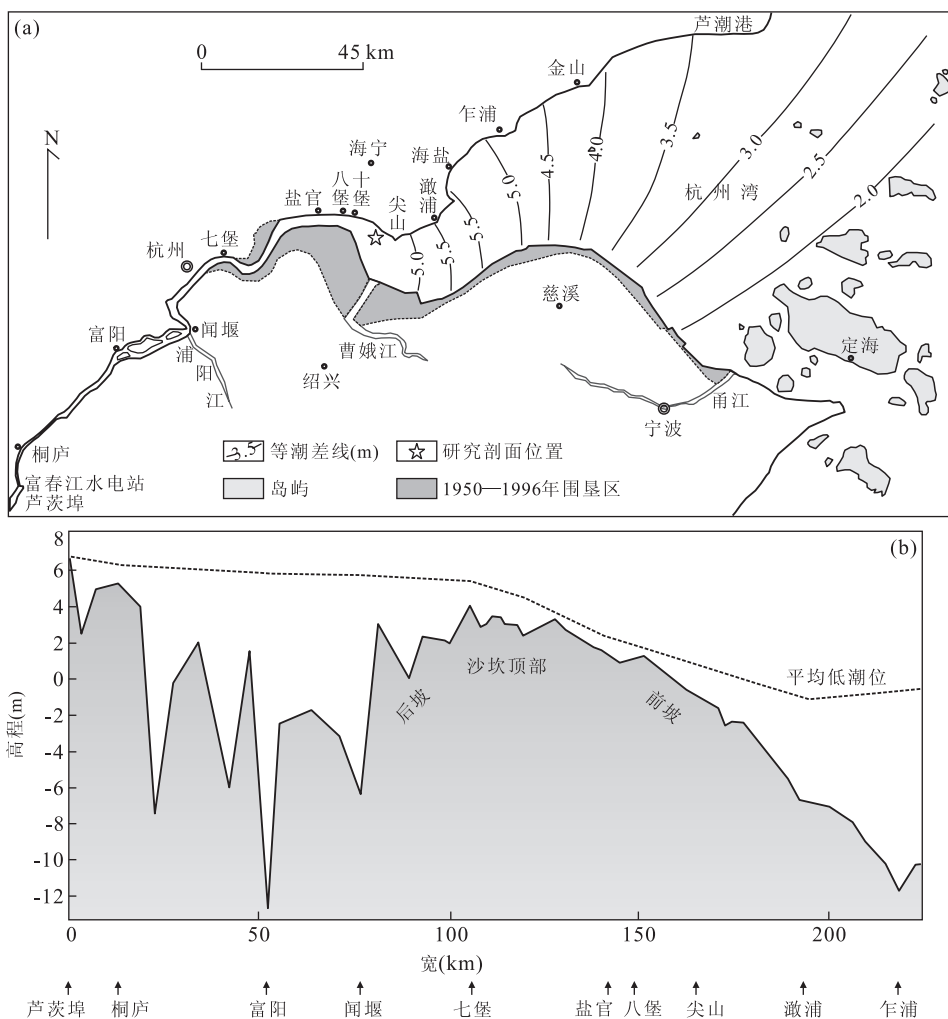 (a)
芦潮港
0 45 km
金山
N
乍浦
3.5
海宁
4.0
3.0
海盐
4.5
八堡
十堡
5.0
2.5
盐官
尖山
澉浦
杭州湾
5.5
2.0
七堡
杭州
5.5
5.0
慈溪
富阳
闻堰
定海
浦阳江
曹娥江
绍兴
甬江
宁波
桐庐
3.5 等潮差线(m)
研究剖面位置
富春江水电站
芦茨埠
岛屿
1950—1996年围垦区
(b)
8
6
4
2
0
-2
-4
-6
-8
-10
-12
高程(m)
沙坎顶部
平均低潮位
后坡
前坡
0 50 100 150 200
宽(km)
芦茨埠 桐庐 富阳 闻堰 七堡 盐官 八堡 尖山 澉浦 乍浦